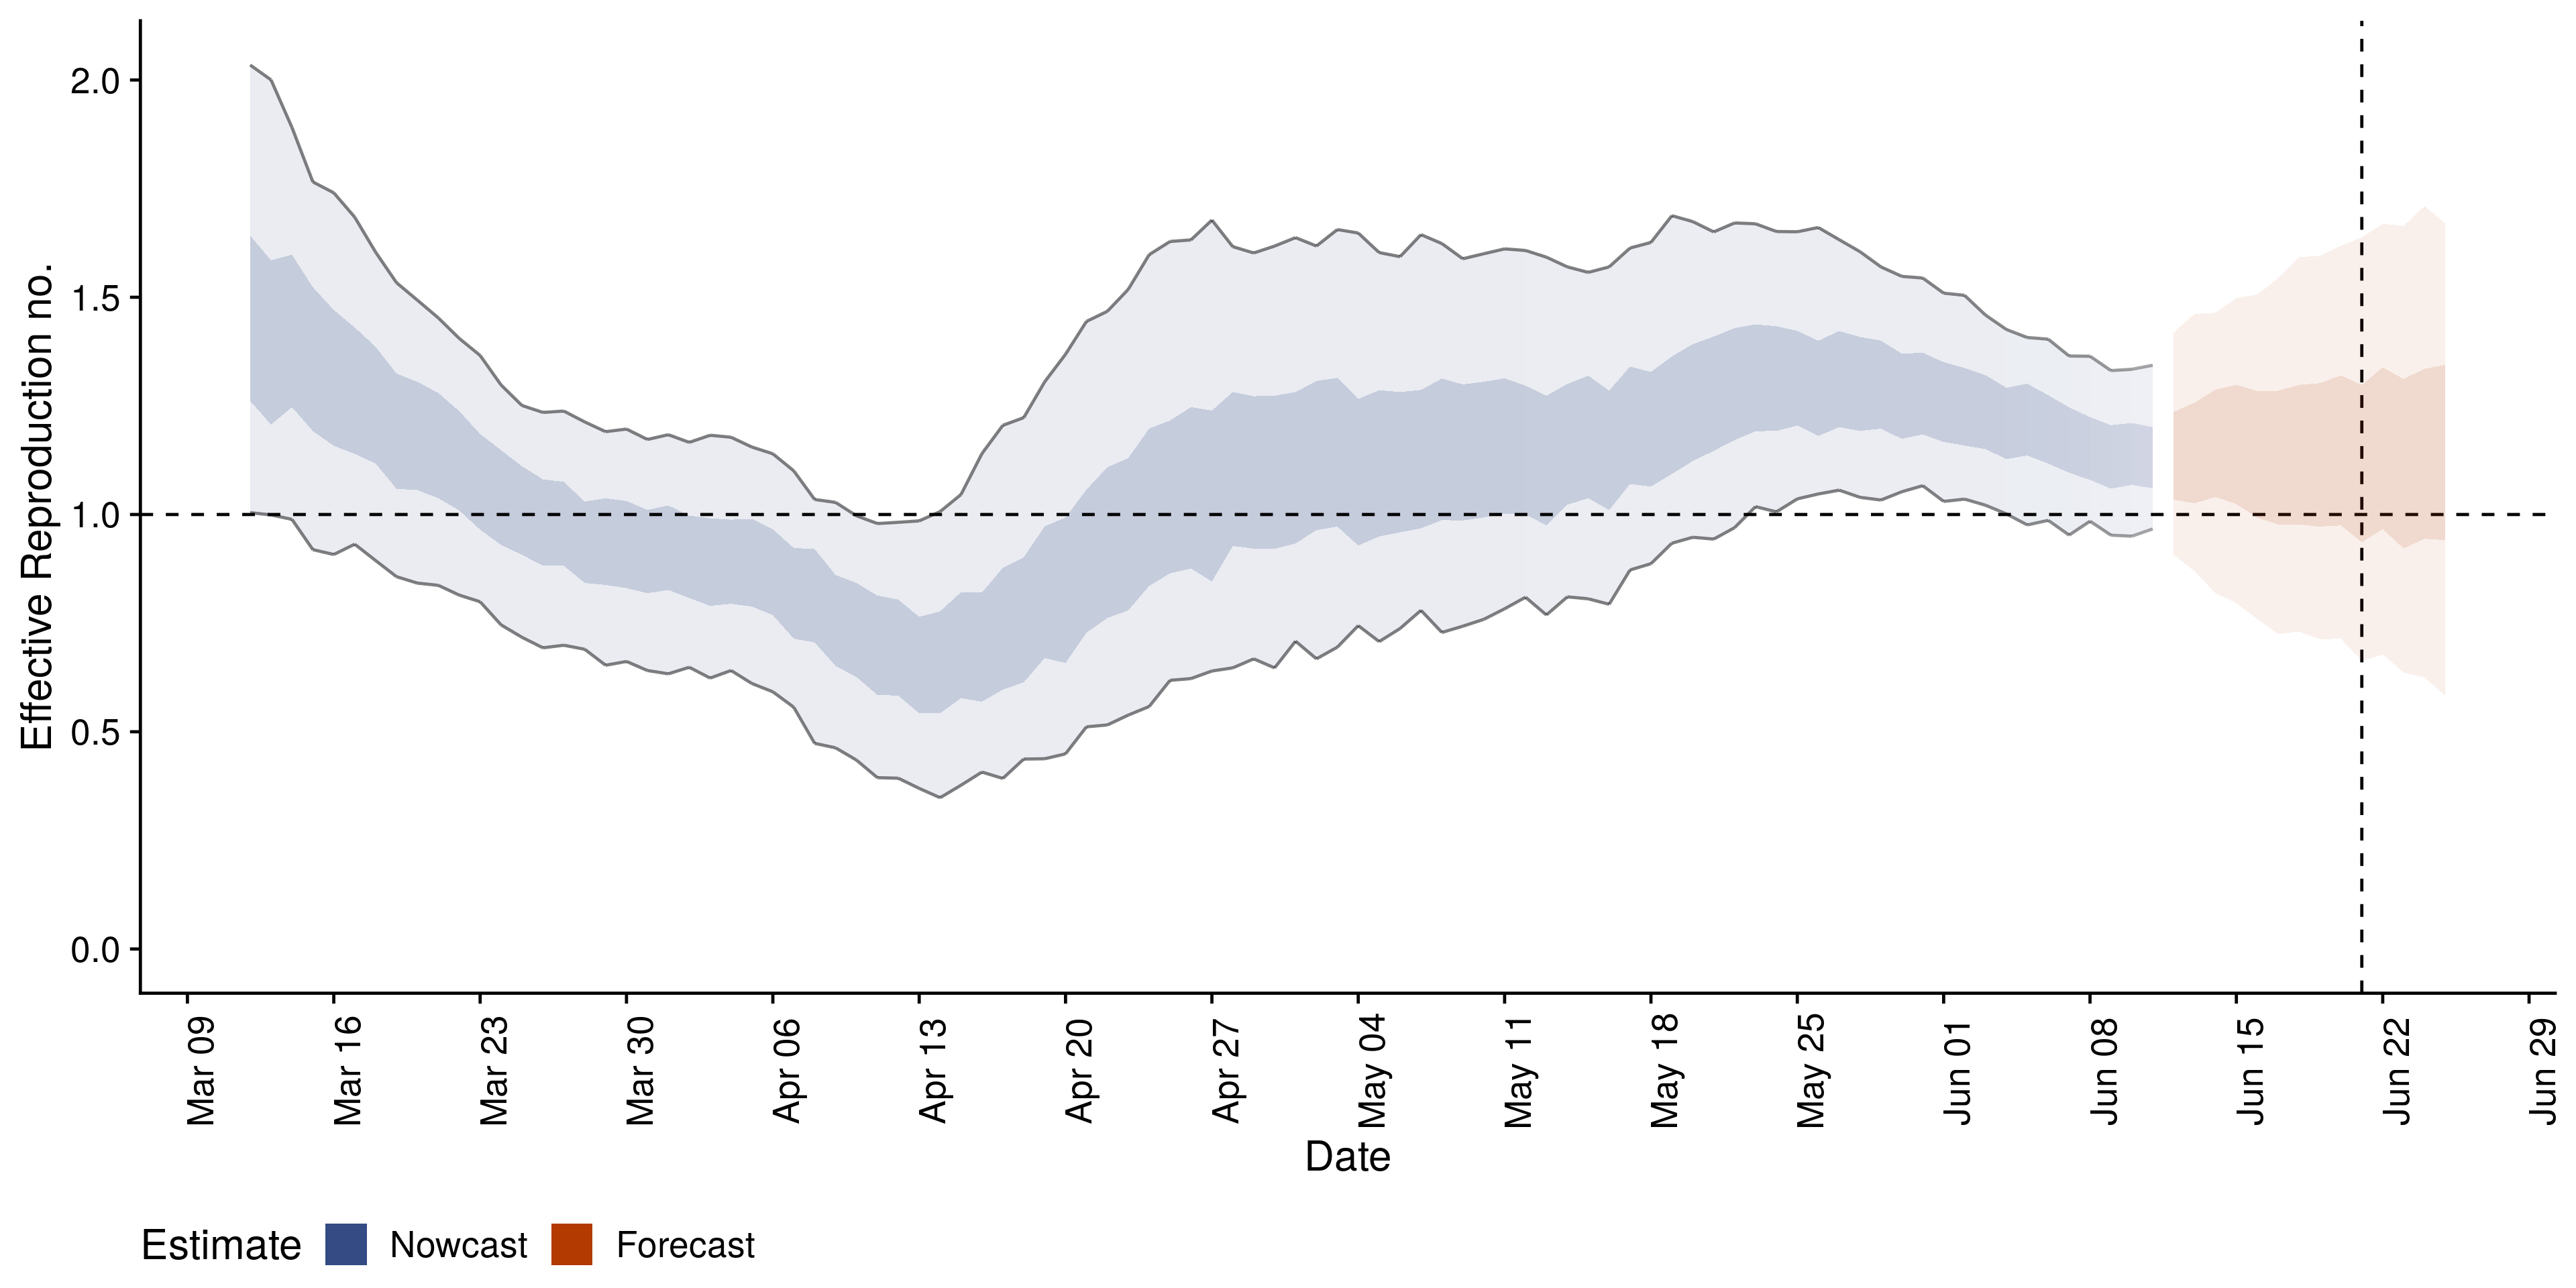 Effective Reproduction no.
2.0
1.5
1.0
0.5
0.0
Mar 09
Mar 16
Mar 23
Mar 30
Apr 06
Apr 13
Apr 20
Apr 27
May 04
May 11
May 18
May 25
Jun 01
Jun 08
Jun 15
Jun 22
Jun 29
Date
Estimate Nowcast Forecast